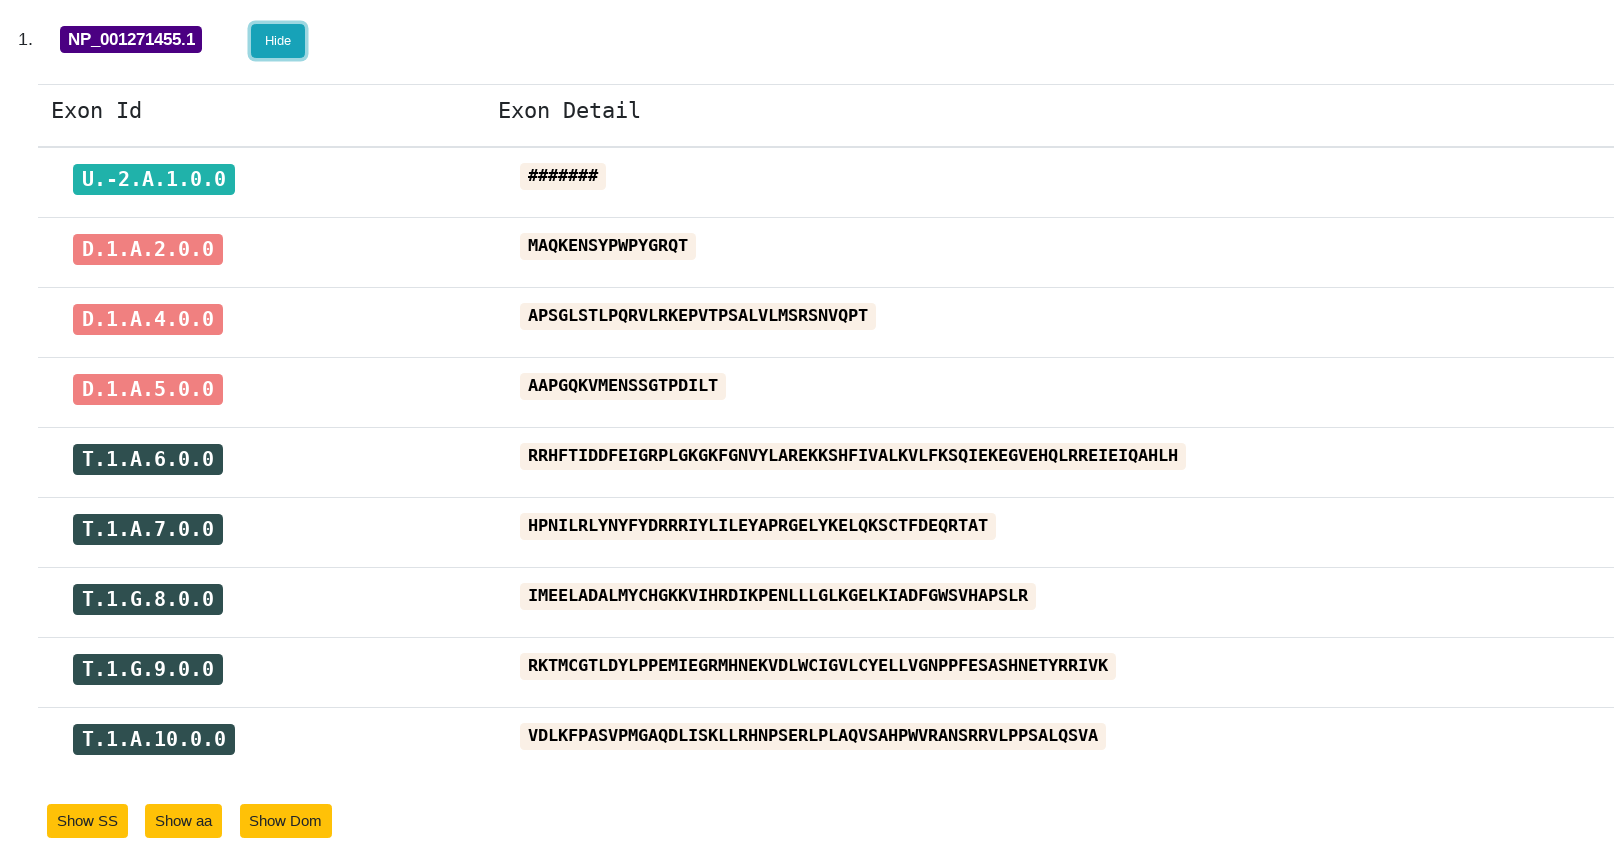 1. NP_001271455.1 Hide
Exon Id Exon Detail
U.-2.A.1.0.0 #######
D.1.A.2.0.0 MAQKENSYPWPYGRQT
D.1.A.4.0.0 APSGLSTLPQRVLRKEPVTPSALVLMSRSNVQPT
D.1.A.5.0.0 AAPGQKVMENSSGTPDILT
T.1.A.6.0.0 RRHFTIDDFEIGRPLGKGKFGNVYLAREKKSHFIVALKVLFKSQIEKEGVEHQLRREIEIQAHLH
T.1.A.7.0.0 HPNILRLYNYFYDRRRIYLILEYAPRGELYKELQKSCTFDEQRTAT
T.1.G.8.0.0 IMEELADALMYCHGKKVIHRDIKPENLLLGLKGELKIADFGWSVHAPSLR
T.1.G.9.0.0 RKTMCGTLDYLPPEMIEGRMHNEKVDLWCIGVLCYELLVGNPPFESASHNETYRRIVK
T.1.A.10.0.0 VDLKFPASVPMGAQDLISKLLRHNPSERLPLAQVSAHPWVRANSRRVLPPSALQSVA
Show SS Show aa Show Dom